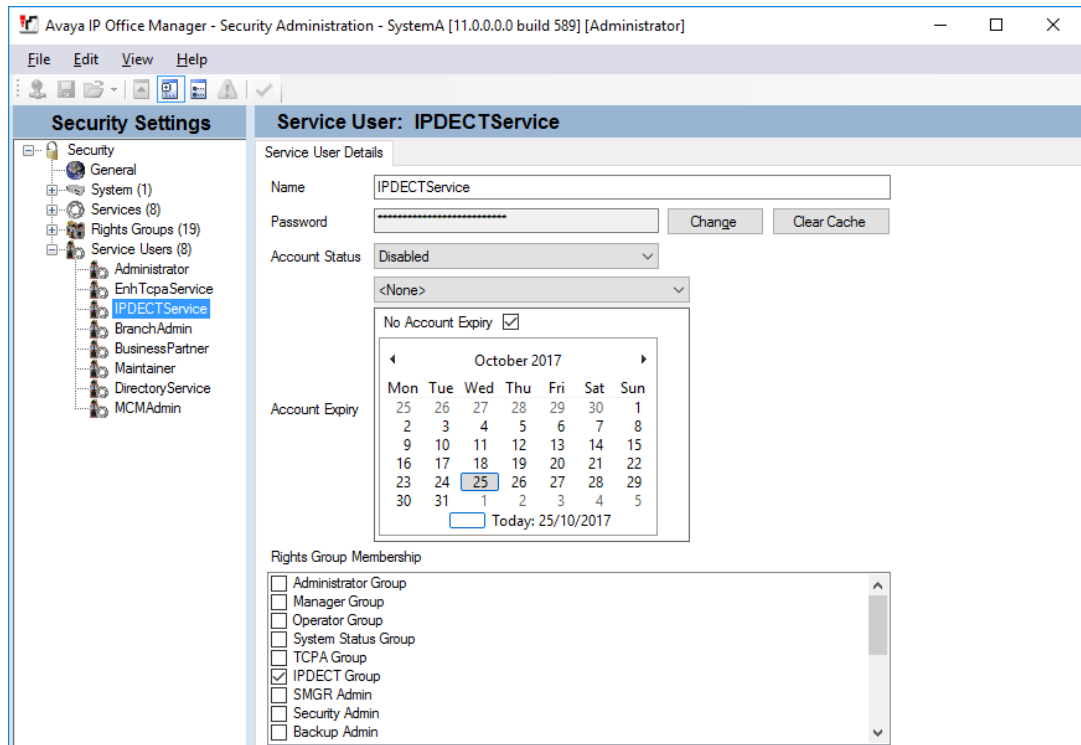 Avaya IP Office Manager - Security Administration - SystemA [11.0.0.0.0 build 589] [Administrator]
File Edit View Help
Security Settings
Security
General
System (1)
Services (8)
Rights Groups (19)
Service Users (8)
Administrator
EnhTcpaService
IPDECTService
BranchAdmin
BusinessPartner
Maintainer
DirectoryService
MCMAdmin
Service User: IPDECTService
Service User Details
Name IPDECTService
Password *************************** Change Clear Cache
Account Status Disabled
<None>
No Account Expiry
Account Expiry
October 2017
Mon Tue Wed Thu Fri Sat Sun
25 26 27 28 29 30 1
2 3 4 5 6 7 8
9 10 11 12 13 14 15
16 17 18 19 20 21 22
23 24 25 26 27 28 29
30 31 1 2 3 4 5
Today: 25/10/2017
Rights Group Membership
Administrator Group
Manager Group
Operator Group
System Status Group
TCPA Group
IPDECT Group
SMGR Admin
Security Admin
Backup Admin